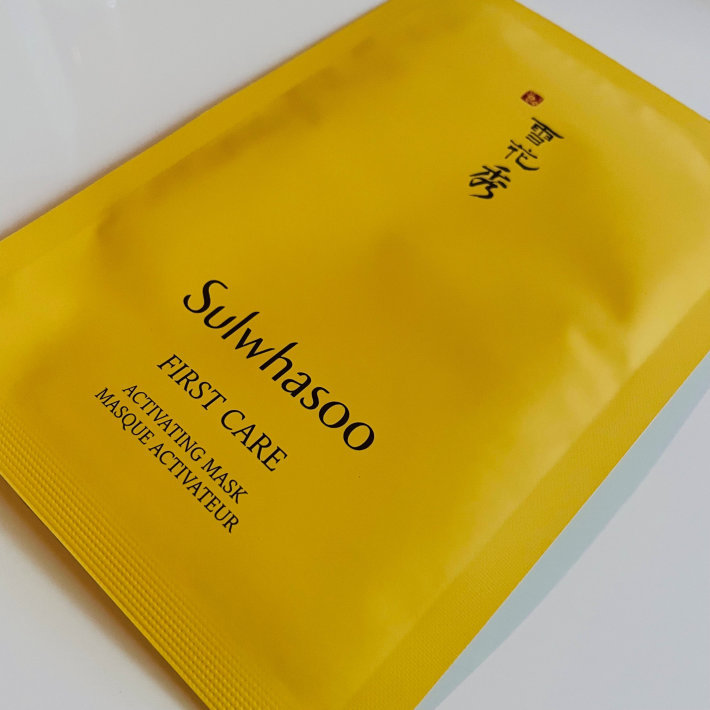 雪花秀
Sulwhasoo
FIRST CARE
ACTIVATING MASK
MASQUE ACTIVATEUR